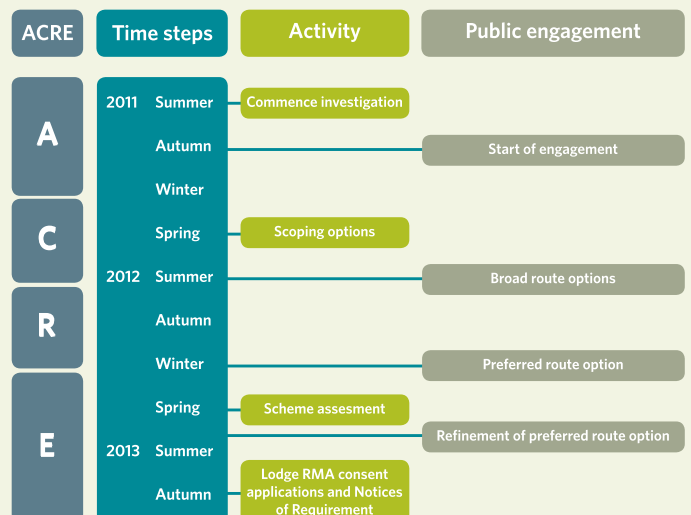 ACRE Time steps Activity Public engagement
A
2011 Summer Commence investigation
Autumn Start of engagement
Winter
C
Spring Scoping options
2012 Summer Broad route options
R
Autumn
Winter Preferred route option
E
Spring Scheme assesment
Refinement of preferred route option
2013 Summer
Autumn Lodge RMA consent
applications and Notices
of Requirement